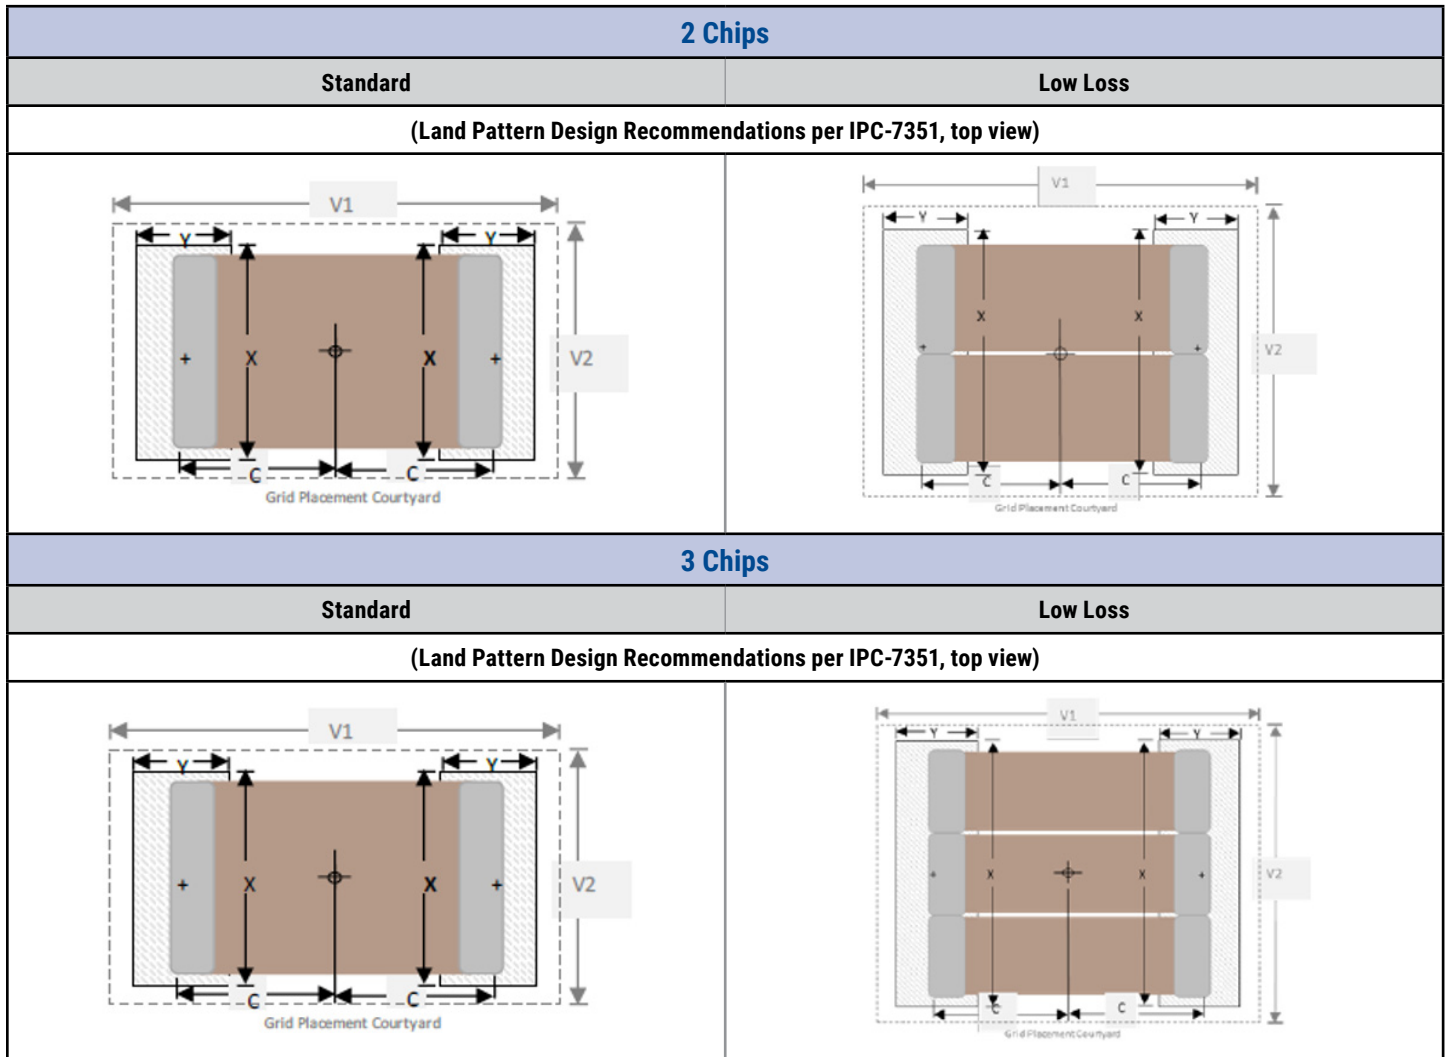 2 Chips
Standard Low Loss
(Land Pattern Design Recommendations per IPC-7351, top view)
V1
Y Y
X X
+ +
V2
C C
Grid Placement Courtyard
V1
Y Y
X X
+ +
V2
C C
Grid Placement Courtyard
3 Chips
Standard Low Loss
(Land Pattern Design Recommendations per IPC-7351, top view)
V1
Y Y
+ X X + V2
C C
Grid Placement Courtyard
V1
Y Y
+ X X + V2
C C
Grid Placement Courtyard